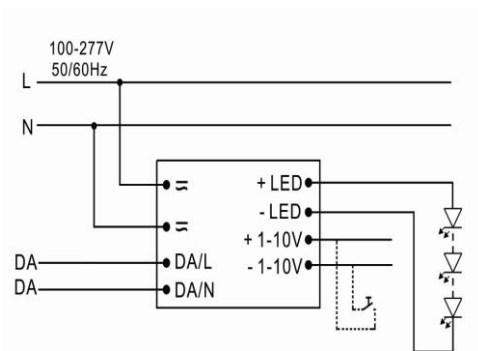 100-277V
50/60Hz
L
N
+ LED
- LED
+ 1-10V
- 1-10V
DA
DA
DA/L
DA/N